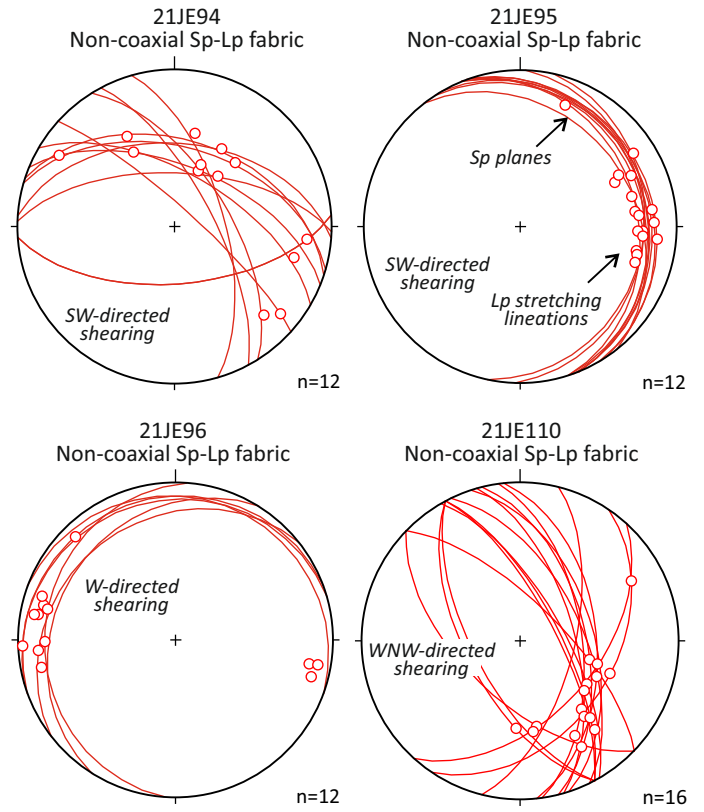 21JE94
Non-coaxial Sp-Lp fabric
SW-directed
shearing
n=12
21JE95
Non-coaxial Sp-Lp fabric
Sp planes
SW-directed
shearing
Lp stretching
lineations
n=12
21JE96
Non-coaxial Sp-Lp fabric
W-directed
shearing
n=12
21JE110
Non-coaxial Sp-Lp fabric
WNW-directed
shearing
n=16